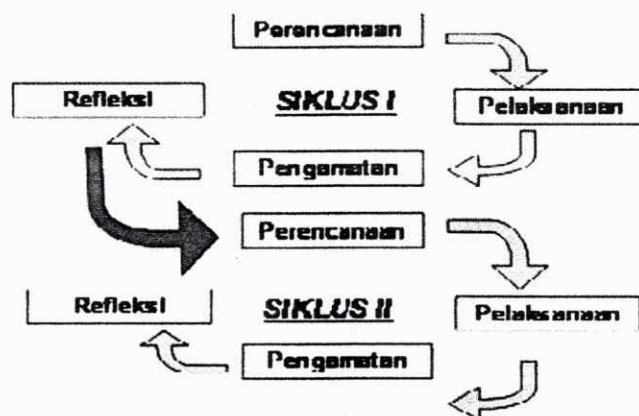 Perencanaan
Refleksi
SIKLUS I
Pelaksanaan
Pengamatan
Perencanaan
Refleksi
SIKLUS II
Pelaksanaan
Pengamatan